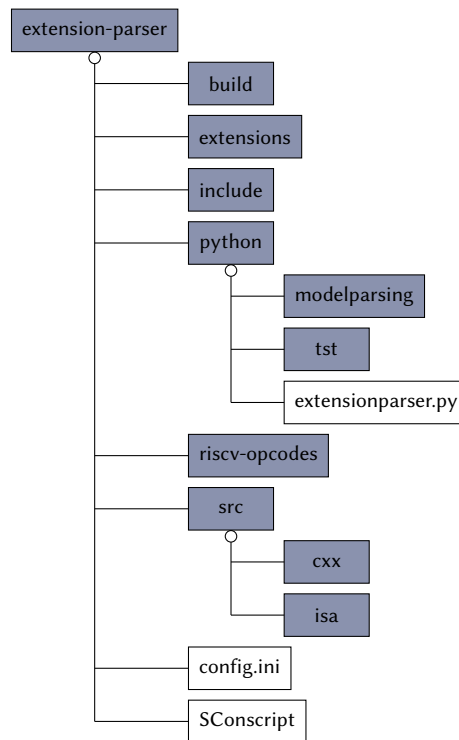 extension-parser
build
extensions
include
python
modelparsing
tst
extensionparser.py
riscv-opcodes
src
cxx
isa
config.ini
SConscript